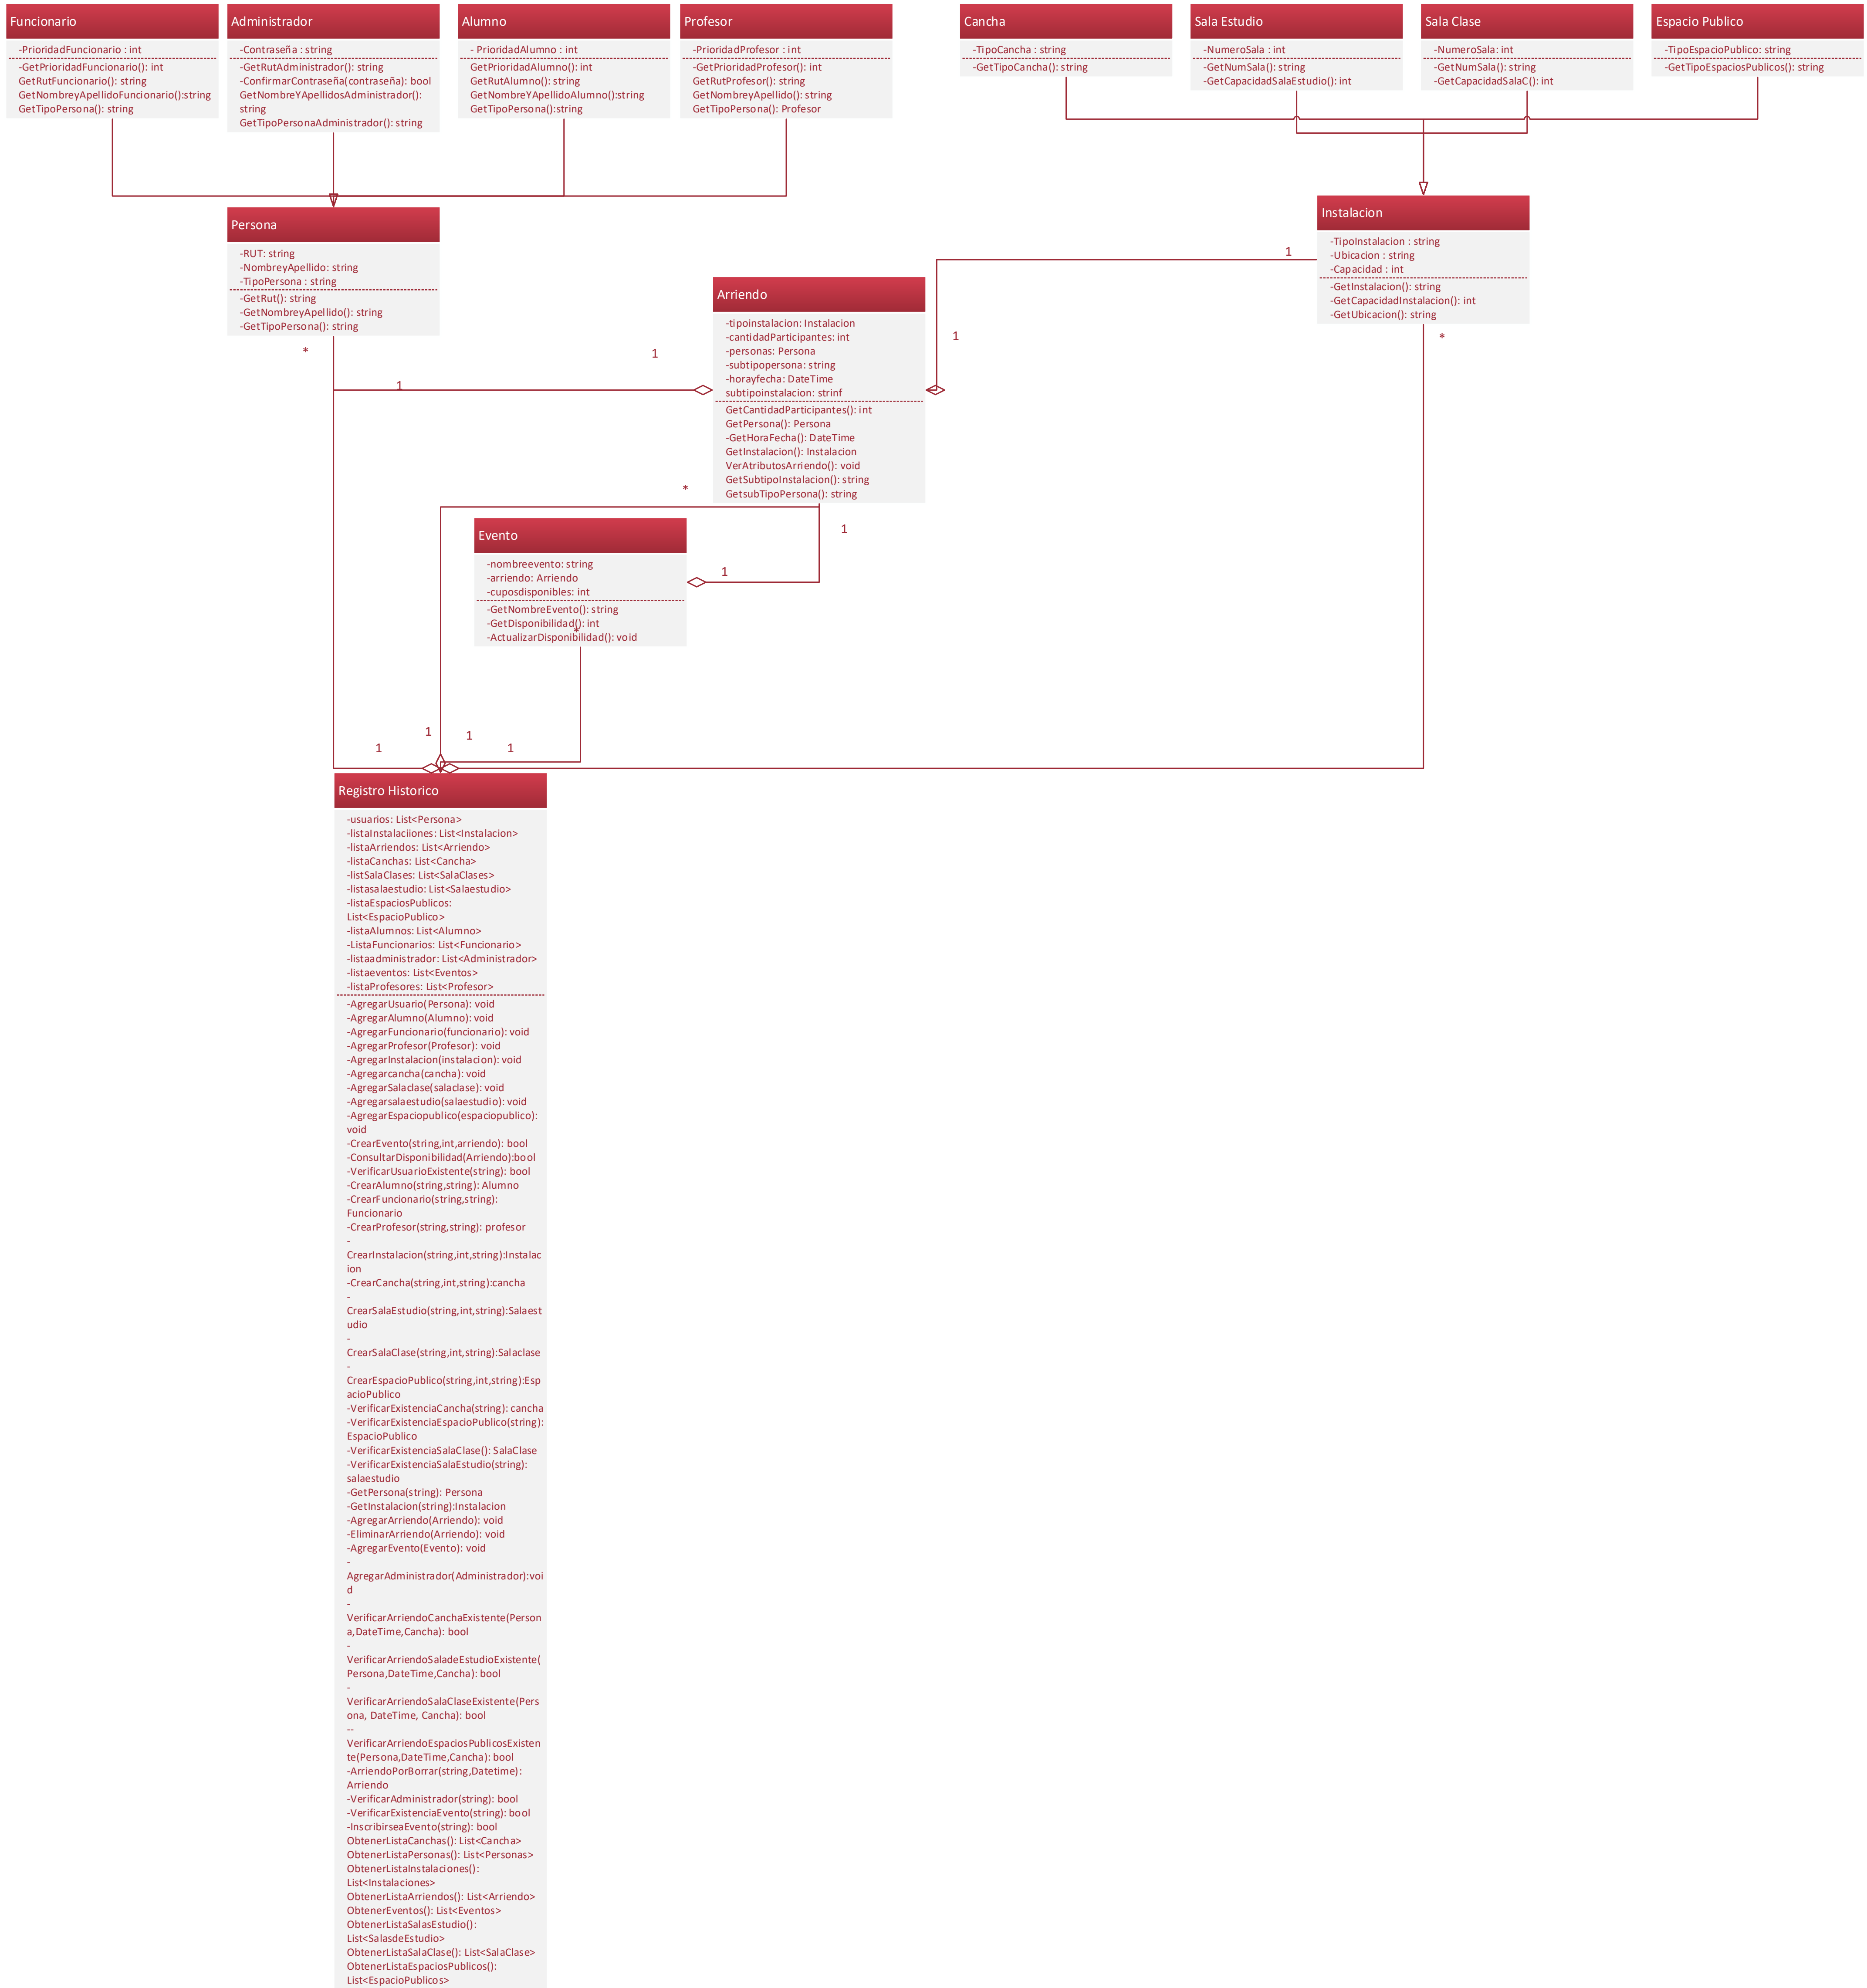 Funcionario
-PrioridadFuncionario : int
-GetPrioridadFuncionario(): int
GetRutFuncionario(): string
GetNombreyApellidoFuncionario():string
GetTipoPersona(): string
Administrador
-Contraseña : string
-GetRutAdministrador(): string
-ConfirmarContraseña(contraseña): bool
GetNombreYApellidosAdministrador():
string
GetTipoPersonaAdministrador(): string
Alumno
- PrioridadAlumno : int
GetPrioridadAlumno(): int
GetRutAlumno(): string
GetNombreYApellidoAlumno():string
GetTipoPersona():string
Profesor
-PrioridadProfesor : int
-GetPrioridadProfesor(): int
GetRutProfesor(): string
GetNombreyApellido(): string
GetTipoPersona(): Profesor
Cancha
-TipoCancha : string
-GetTipoCancha(): string
Sala Estudio
-NumeroSala : int
-GetNumSala(): string
-GetCapacidadSalaEstudio(): int
Sala Clase
-NumeroSala: int
-GetNumSala(): string
-GetCapacidadSalaC(): int
Espacio Publico
-TipoEspacioPublico: string
-GetTipoEspaciosPublicos(): string
Persona
-RUT: string
-NombreyApellido: string
-TipoPersona : string
-GetRut(): string
-GetNombreyApellido(): string
-GetTipoPersona(): string
Instalacion
-TipoInstalacion : string
-Ubicacion : string
-Capacidad : int
-GetInstalacion(): string
-GetCapacidadInstalacion(): int
-GetUbicacion(): string
1
Arriendo
-tipoinstalacion: Instalacion
-cantidadParticipantes: int
-personas: Persona
-subtipopersona: string
-horayfecha: DateTime
subtipoinstalacion: strinf
GetCantidadParticipantes(): int
GetPersona(): Persona
-GetHoraFecha(): DateTime
GetInstalacion(): Instalacion
VerAtributosArriendo(): void
GetSubtipoInstalacion(): string
GetsubTipoPersona(): string
*
1
1
*
1
*
1
Evento
-nombreevento: string
-arriendo: Arriendo
-cuposdisponibles: int
-GetNombreEvento(): string
-GetDisponibilidad(): int
-ActualizarDisponibilidad(): void
1
*
1
1
1
1
Registro Historico
-usuarios: List<Persona>
-listaInstalaciiones: List<Instalacion>
-listaArriendos: List<Arriendo>
-listaCanchas: List<Cancha>
-listSalaClases: List<SalaClases>
-listasalaestudio: List<Salaestudio>
-listaEspaciosPublicos:
List<EspacioPublico>
-listaAlumnos: List<Alumno>
-ListaFuncionarios: List<Funcionario>
-listaadministrador: List<Administrador>
-listaeventos: List<Eventos>
-listaProfesores: List<Profesor>
-AgregarUsuario(Persona): void
-AgregarAlumno(Alumno): void
-AgregarFuncionario(funcionario): void
-AgregarProfesor(Profesor): void
-AgregarInstalacion(instalacion): void
-Agregarcancha(cancha): void
-AgregarSalaclase(salaclase): void
-Agregarsalaestudio(salaestudio): void
-AgregarEspaciopublico(espaciopublico):
void
-CrearEvento(string,int,arriendo): bool
-ConsultarDisponibilidad(Arriendo):bool
-VerificarUsuarioExistente(string): bool
-CrearAlumno(string,string): Alumno
-CrearFuncionario(string,string):
Funcionario
-CrearProfesor(string,string): profesor
-
CrearInstalacion(string,int,string):Instalac
ion
-CrearCancha(string,int,string):cancha
-
CrearSalaEstudio(string,int,string):Salaest
udio
-
CrearSalaClase(string,int,string):Salaclase
-
CrearEspacioPublico(string,int,string):Esp
acioPublico
-VerificarExistenciaCancha(string): cancha
-VerificarExistenciaEspacioPublico(string):
EspacioPublico
-VerificarExistenciaSalaClase(): SalaClase
-VerificarExistenciaSalaEstudio(string):
salaestudio
-GetPersona(string): Persona
-GetInstalacion(string):Instalacion
-AgregarArriendo(Arriendo): void
-EliminarArriendo(Arriendo): void
-AgregarEvento(Evento): void
-
AgregarAdministrador(Administrador):voi
d
-
VerificarArriendoCanchaExistente(Person
a,DateTime,Cancha): bool
-
VerificarArriendoSaladeEstudioExistente(
Persona,DateTime,Cancha): bool
-
VerificarArriendoSalaClaseExistente(Pers
ona, DateTime, Cancha): bool
--
VerificarArriendoEspaciosPublicosExisten
te(Persona,DateTime,Cancha): bool
-ArriendoPorBorrar(string,Datetime):
Arriendo
-VerificarAdministrador(string): bool
-VerificarExistenciaEvento(string): bool
-InscribirseaEvento(string): bool
ObtenerListaCanchas(): List<Cancha>
ObtenerListaPersonas(): List<Personas>
ObtenerListaInstalaciones():
List<Instalaciones>
ObtenerListaArriendos(): List<Arriendo>
ObtenerEventos(): List<Eventos>
ObtenerListaSalasEstudio():
List<SalasdeEstudio>
ObtenerListaSalaClase(): List<SalaClase>
ObtenerListaEspaciosPublicos():
List<EspacioPublicos>